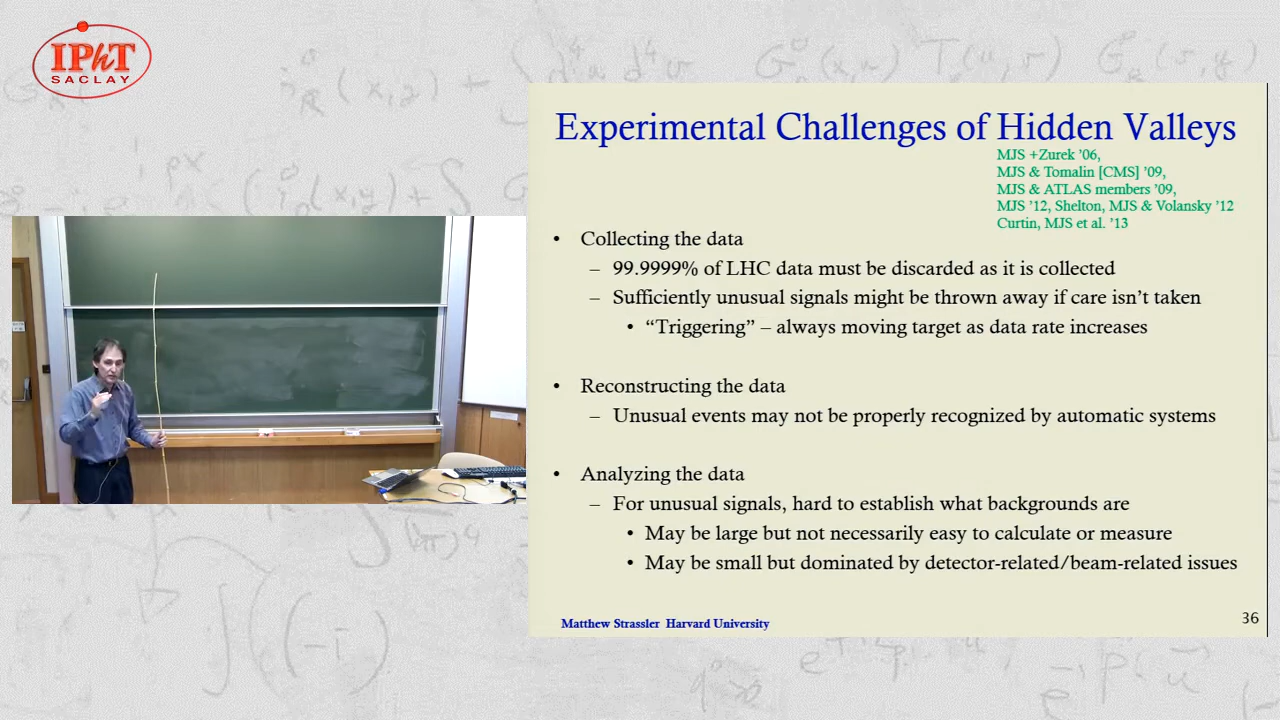 IPhT
SACLAY
Experimental Challenges of Hidden Valleys
MJS +Zurek ’06,
MJS & Tomalin [CMS] ’09,
MJS & ATLAS members ’09,
MJS ’12, Shelton, MJS & Volansky ’12
Curtin, MJS et al. ’13
• Collecting the data
– 99.9999% of LHC data must be discarded as it is collected
– Sufficiently unusual signals might be thrown away if care isn’t taken
• “Triggering” – always moving target as data rate increases
• Reconstructing the data
– Unusual events may not be properly recognized by automatic systems
• Analyzing the data
– For unusual signals, hard to establish what backgrounds are
• May be large but not necessarily easy to calculate or measure
• May be small but dominated by detector-related/beam-related issues
Matthew Strassler Harvard University
36